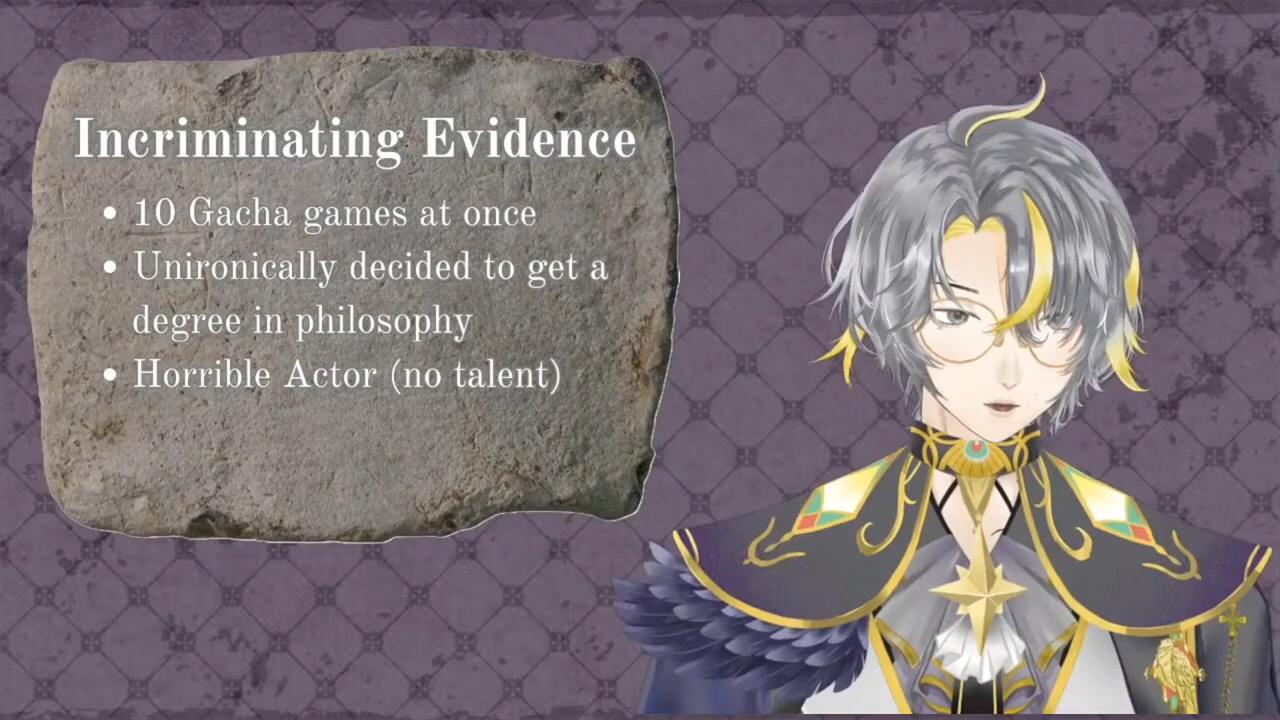 Incriminating Evidence
• 10 Gacha games at once
• Unironically decided to get a
degree in philosophy
• Horrible Actor (no talent)